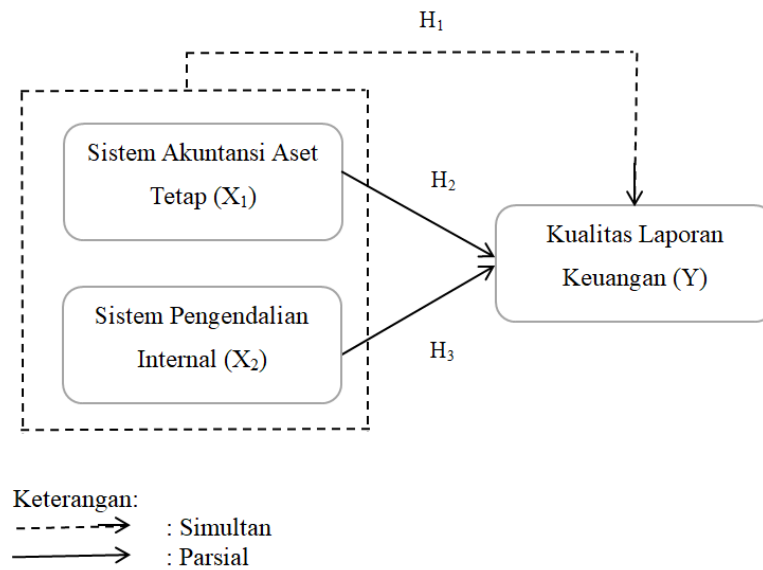 H₁
Sistem Akuntansi Aset
Tetap (X₁)
H₂
Kualitas Laporan
Keuangan (Y)
Sistem Pengendalian
Internal (X₂)
H₃
Keterangan:
: Simultan
: Parsial